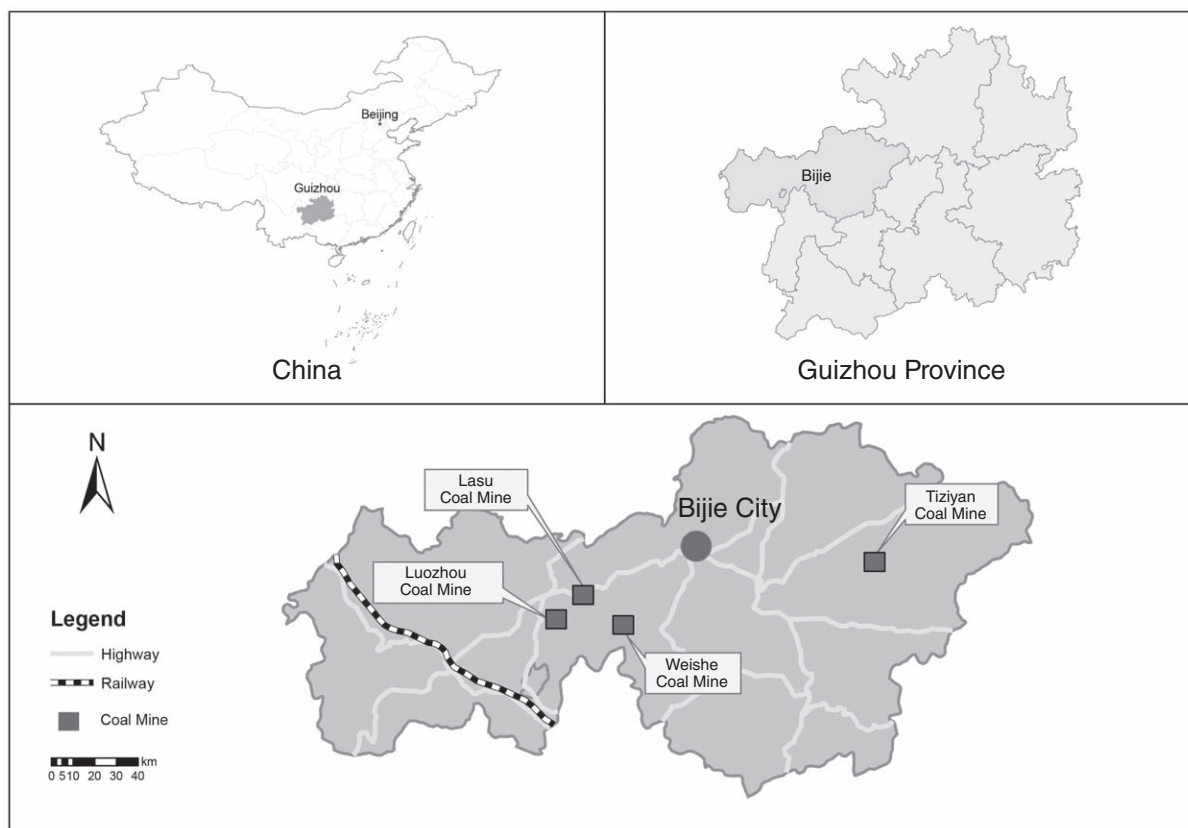 Beijing
Guizhou
China
Bijie
Guizhou Province
N
Lasu
Coal Mine
Bijie City
Tiziyan
Coal Mine
Luozhou
Coal Mine
Weishe
Coal Mine
Legend
Highway
Railway
Coal Mine
km
0 510 20 30 40